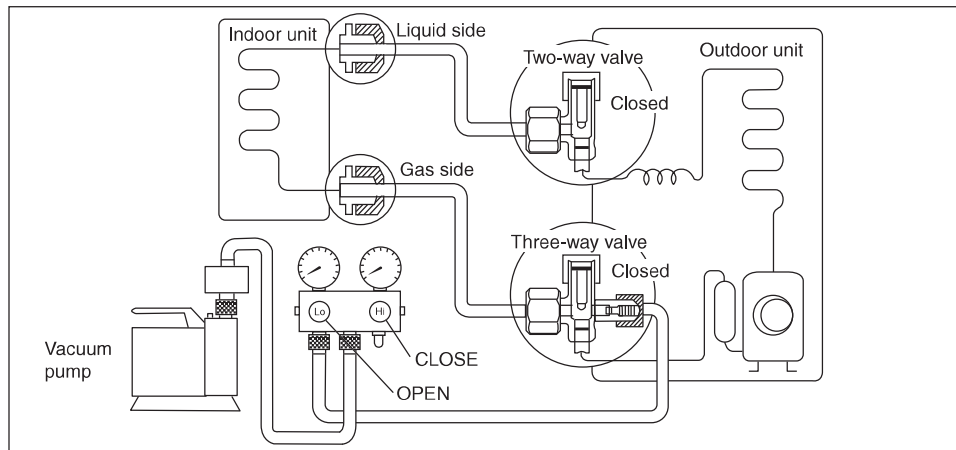 Indoor unit
Liquid side
Two-way valve
Closed
Outdoor unit
Gas side
Three-way valve
Closed
Lo
Hi
CLOSE
OPEN
Vacuum
pump